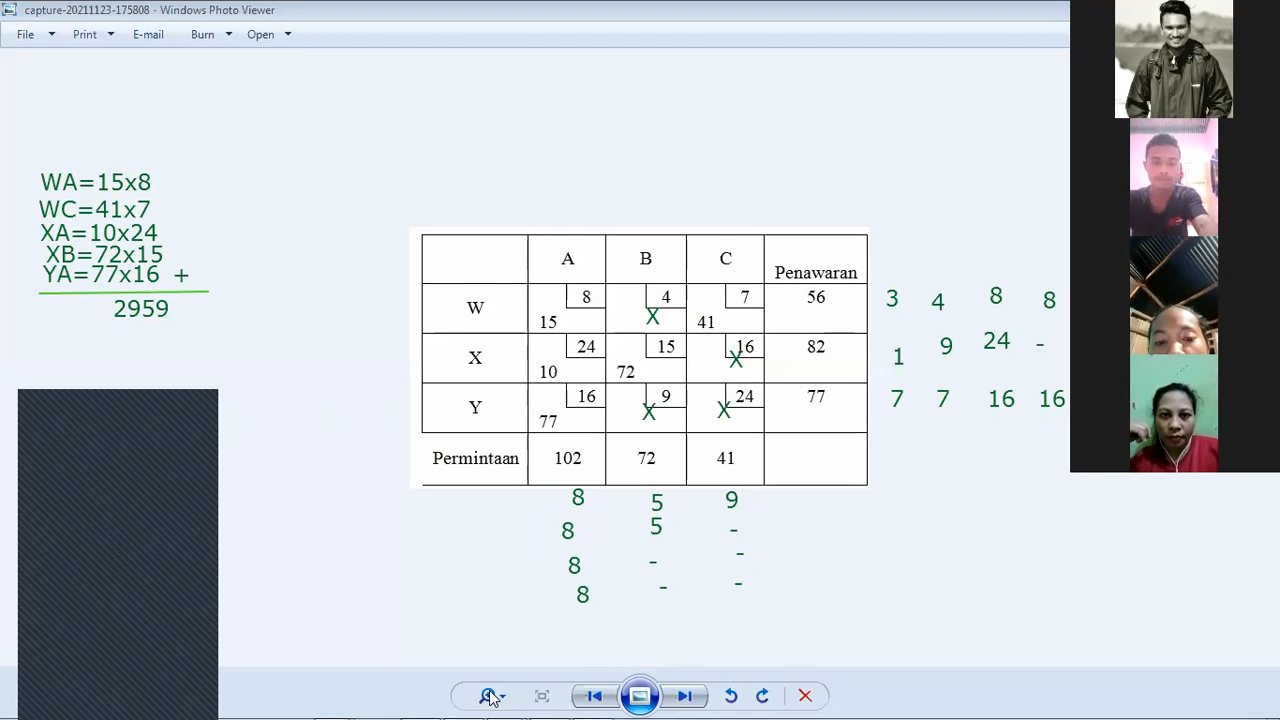 capture-20211123-175808 - Windows Photo Viewer
File Print E-mail Burn Open
WA=15x8
WC=41x7
XA=10x24
XB=72x15
YA=77x16 +
2959
A B C Penawaran
W 15 8 X 4 41 7 56 3 4 8 8
X 10 24 72 15 X 16 82 1 9 24 -
Y 77 16 X 9 X 24 77 7 7 16 16
Permintaan 102 72 41
8 5 9
8 5 -
8 - -
8 - -